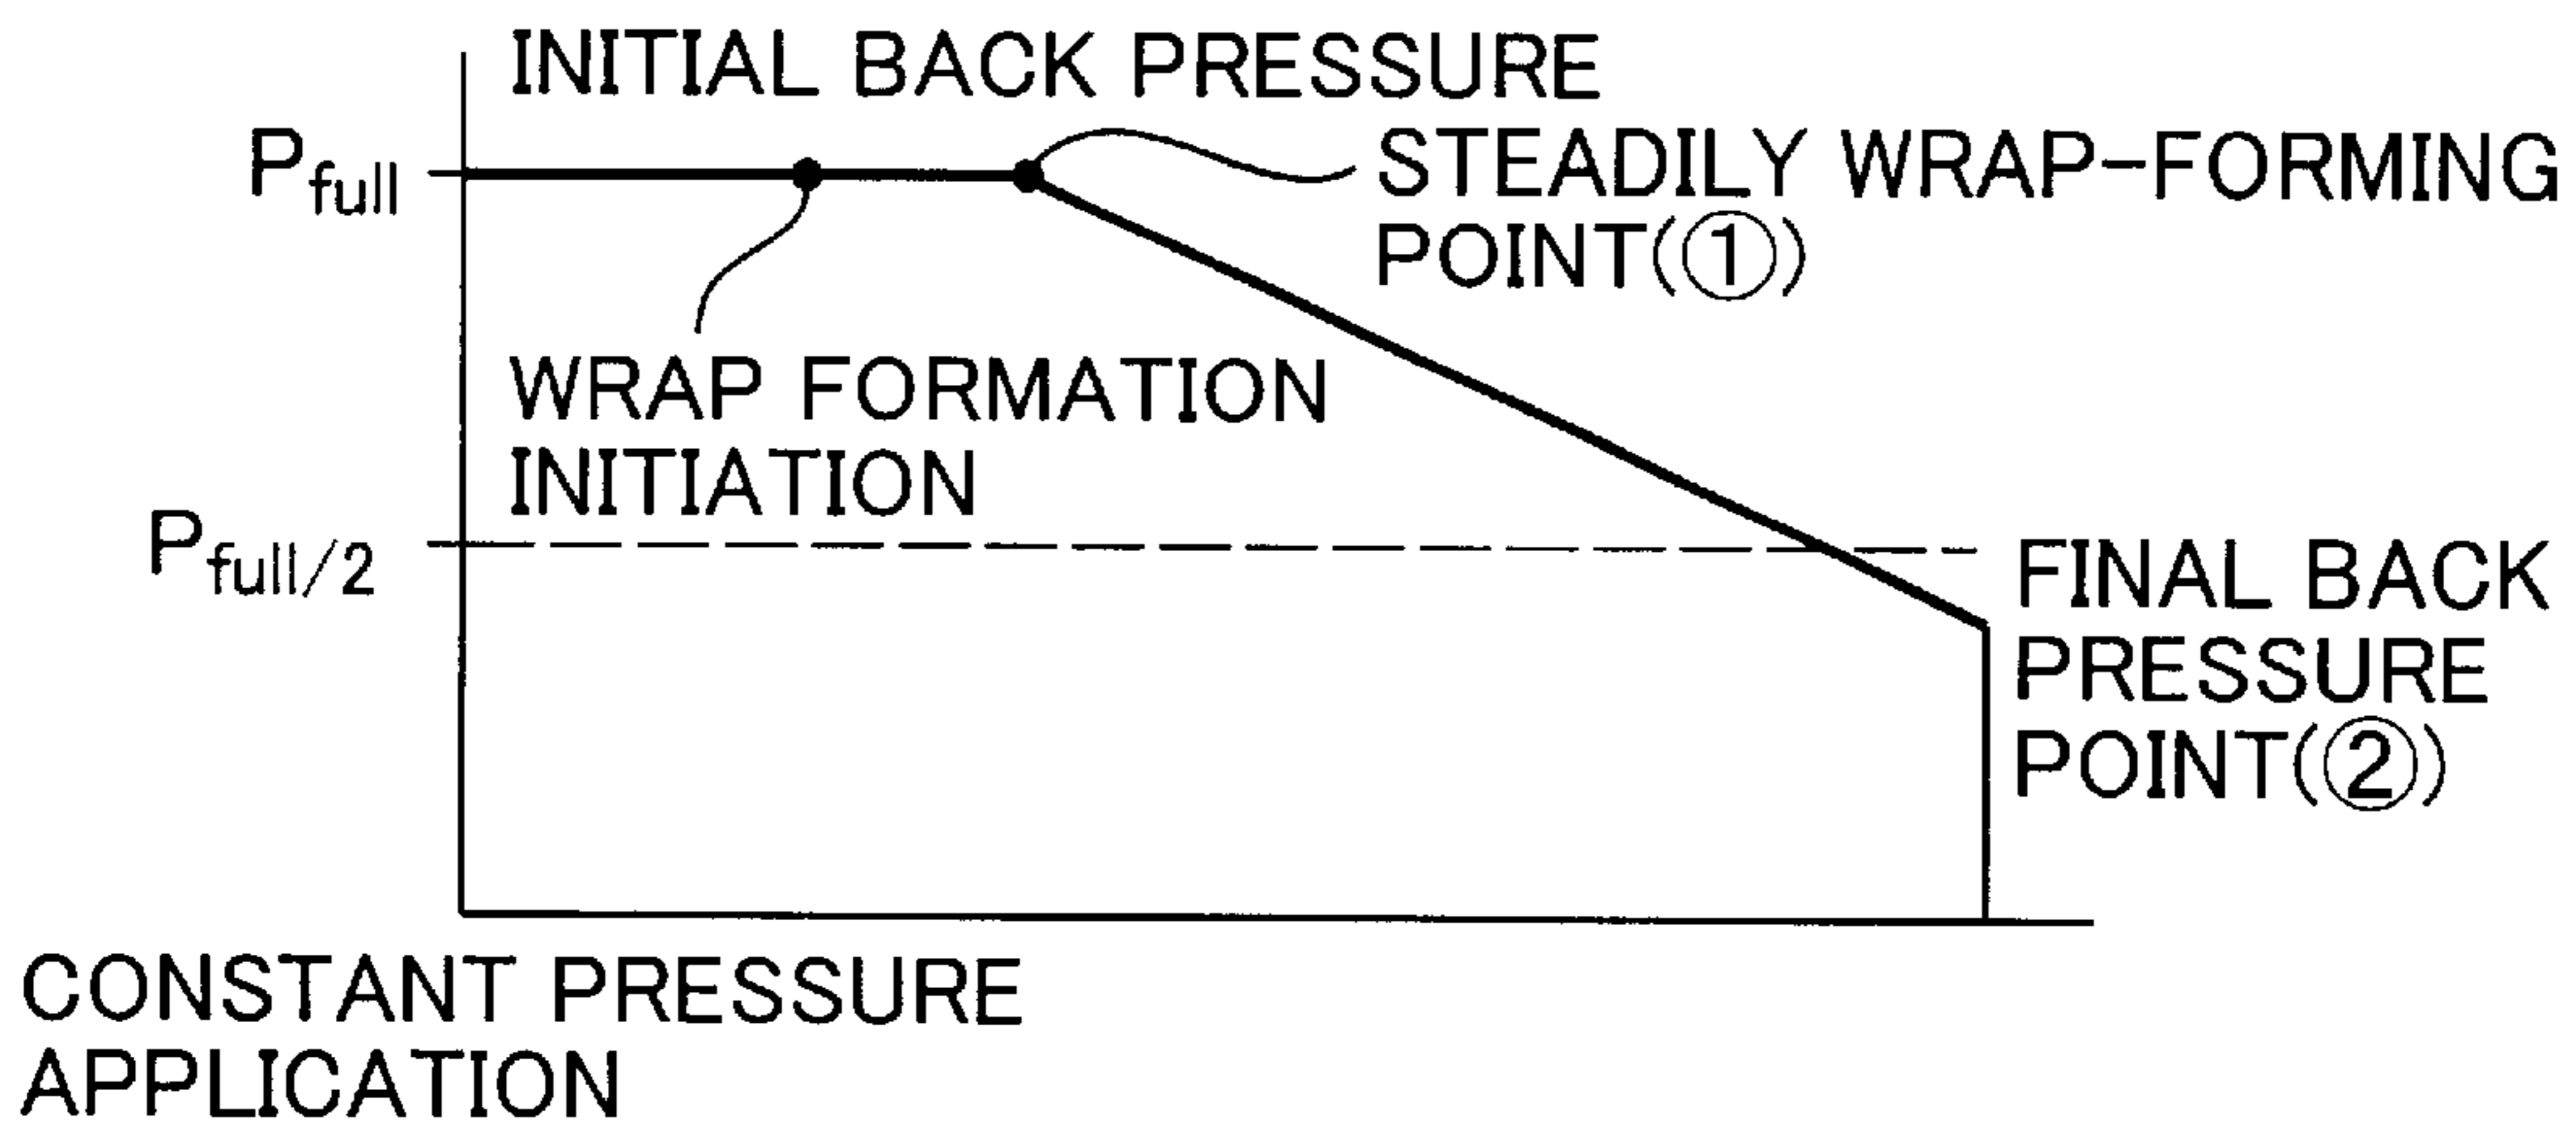 INITIAL BACK PRESSURE
Pfull
STEADILY WRAP-FORMING
POINT(①)
WRAP FORMATION
INITIATION
Pfull/2
FINAL BACK
PRESSURE
POINT(②)
CONSTANT PRESSURE
APPLICATION